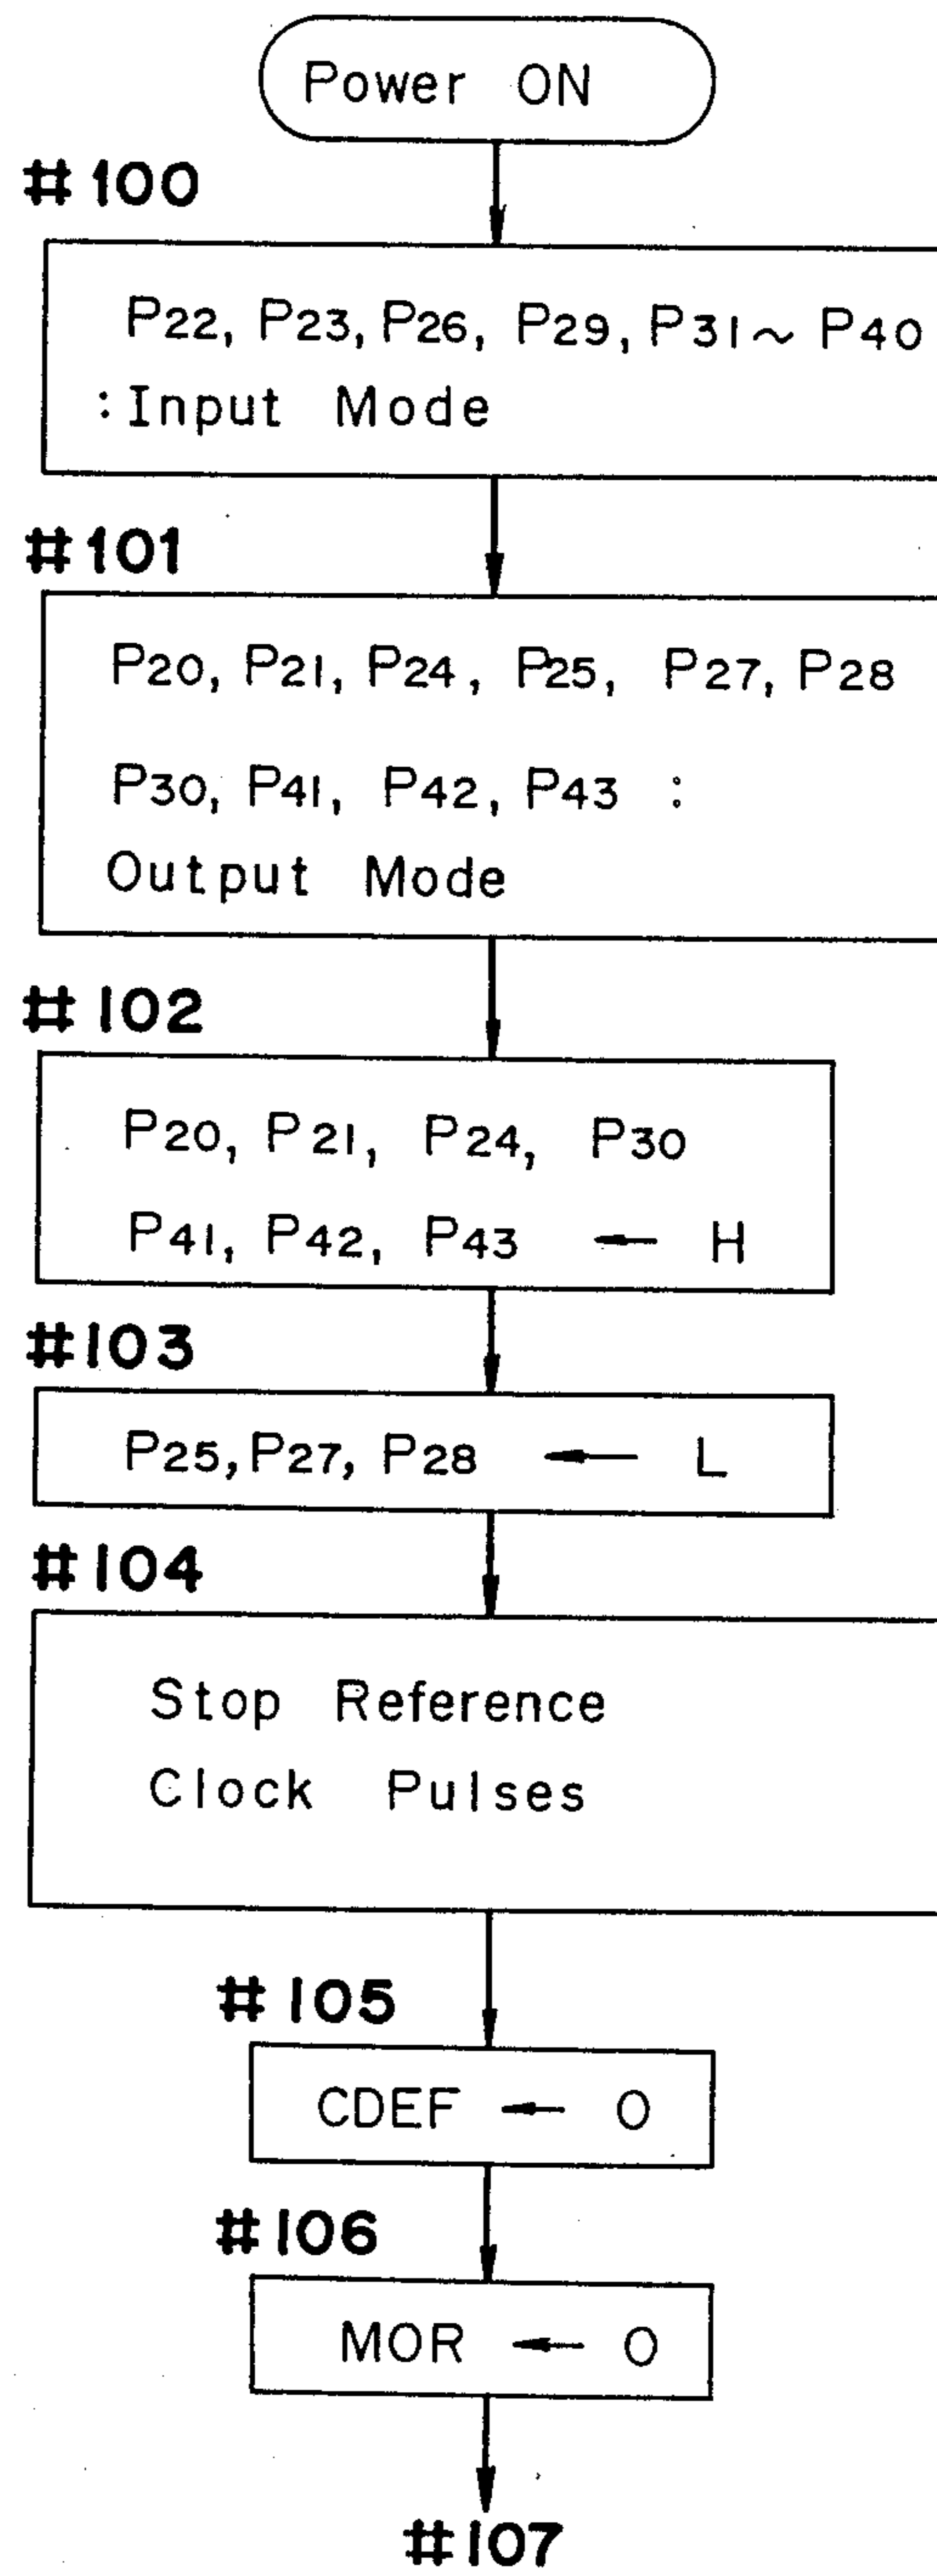 Power ON
#100
P22, P23, P26, P29, P31~ P40
:Input Mode
#101
P20, P21, P24, P25, P27, P28
P30, P41, P42, P43 :
Output Mode
#102
P20, P21, P24, P30
P41, P42, P43 ← H
#103
P25, P27, P28 ← L
#104
Stop Reference
Clock Pulses
#105
CDEF ← 0
#106
MOR ← 0
#107